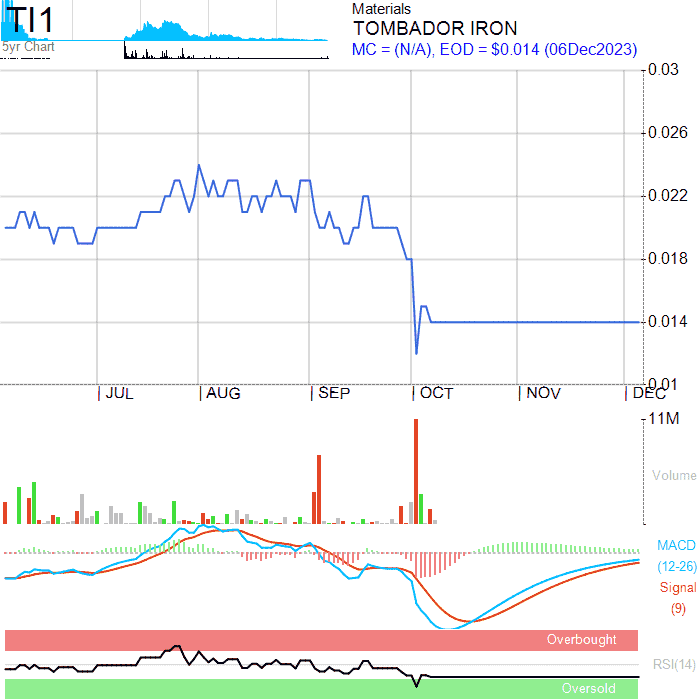 TI1
5yr Chart
Materials
TOMBADOR IRON
MC = (N/A), EOD = $0.014 (06Dec2023)
0.03
0.026
0.022
0.018
0.014
0.01
JUL AUG SEP OCT NOV DEC
11M
Volume
MACD
(12-26)
Signal
(9)
Overbought
RSI(14)
Oversold